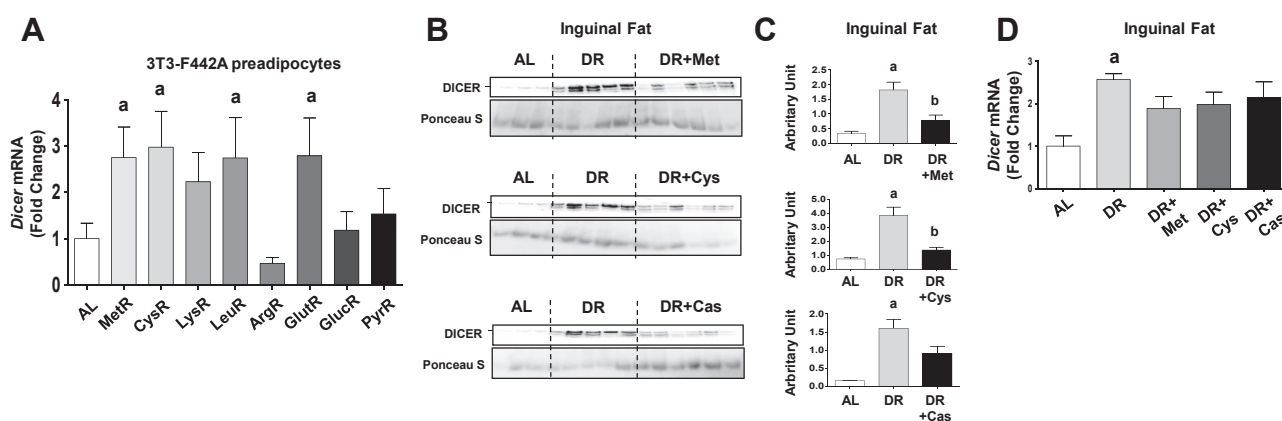 A
3T3-F442A preadipocytes
Dicer mRNA
(Fold Change)
4
3
2
1
0
a
a
a
a
AL
MetR
CysR
LysR
LeuR
ArgR
GlutR
GlucR
PyrR
B
Inguinal Fat
AL
DR
DR+Met
DICER
Ponceau S
AL
DR
DR+Cys
DICER
Ponceau S
AL
DR
DR+Cas
DICER
Ponceau S
C
Inguinal Fat
Arbritary Unit
2.5
2.0
1.5
1.0
0.5
0.0
a
b
AL
DR
DR
+Met
Arbritary Unit
5.0
4.0
3.0
2.0
1.0
0.0
a
b
AL
DR
DR
+Cys
Arbritary Unit
2.0
1.5
1.0
0.5
0.0
a
AL
DR
DR
+Cas
D
Inguinal Fat
Dicer mRNA
(Fold Change)
3
2
1
0
a
AL
DR
DR+
Met
DR+
Cys
DR+
Cas